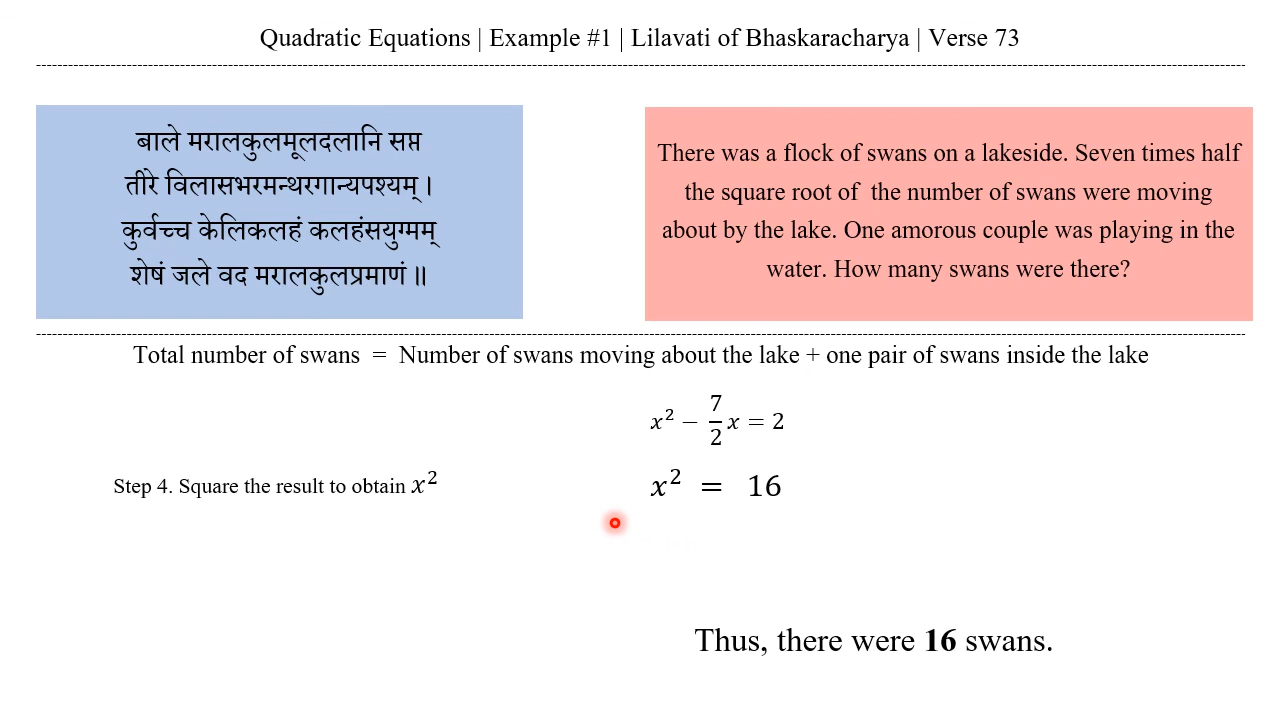 Quadratic Equations | Example #1 | Lilavati of Bhaskaracharya | Verse 73
बाले मरालकुलमूलदलानि सप्त
तीरे विलासभरमन्थरगान्यपश्यम् ।
कुर्वच्च केलिकलहं कलहंसयुग्मम्
शेषं जले वद मरालकुलप्रमाणं ॥
There was a flock of swans on a lakeside. Seven times half
the square root of the number of swans were moving
about by the lake. One amorous couple was playing in the
water. How many swans were there?
Total number of swans = Number of swans moving about the lake + one pair of swans inside the lake
x² − 7/2 x = 2
Step 4. Square the result to obtain x²
x² = 16
Thus, there were 16 swans.